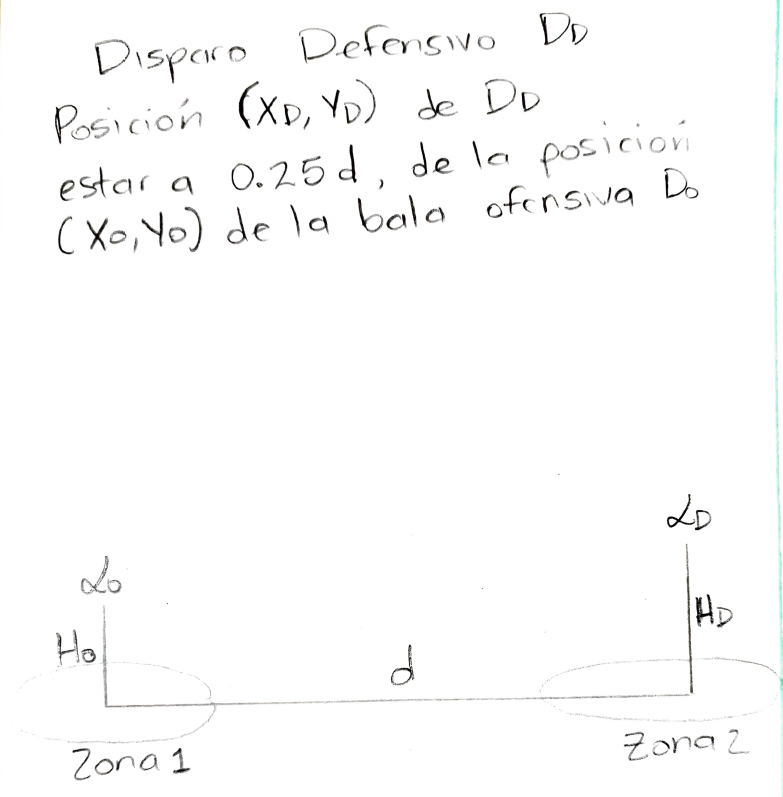 Disparo Defensivo DD
Posición (XD, YD) de DD
estar a 0.25d, de la posición
(Xo, Yo) de la bala ofensiva Do
αD
αo
HD
Ho
d
Zona 2
Zona 1